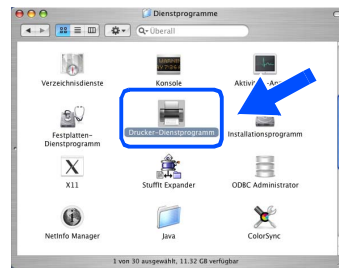 Dienstprogramme
Überall
Verzeichnisdienste
Konsole
Festplatten-
Dienstprogramm
Drucker-Dienstprogramm
Installationsprogramm
X11
StuffIt Expander
ODBC Administrator
NetInfo Manager
Java
ColorSync
1 von 30 ausgewählt, 11.32 GB verfügbar